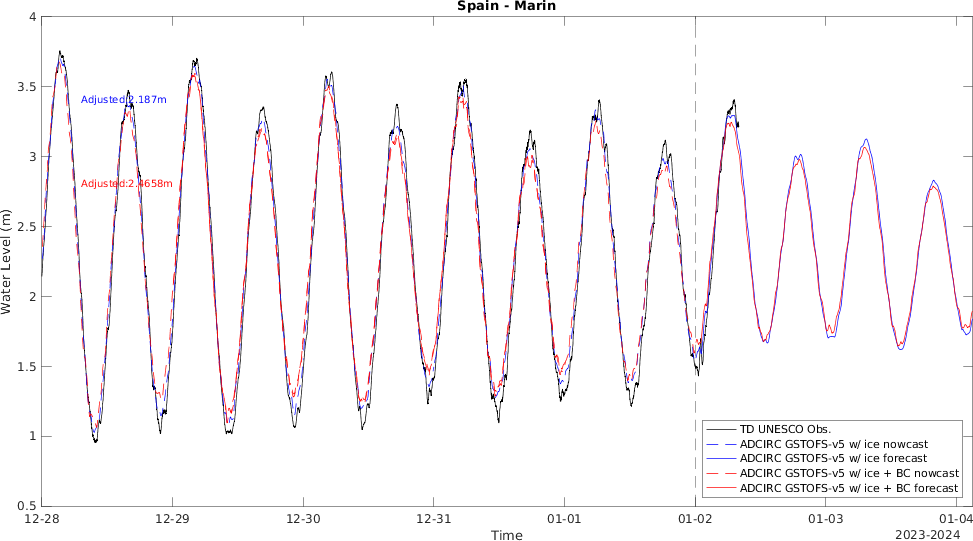 Spain - Marin
4
3.5
3
2.5
2
1.5
1
0.5
Water Level (m)
Adjusted:2.187m
Adjusted:2.4658m
TD UNESCO Obs.
ADCIRC GSTOFS-v5 w/ ice nowcast
ADCIRC GSTOFS-v5 w/ ice forecast
ADCIRC GSTOFS-v5 w/ ice + BC nowcast
ADCIRC GSTOFS-v5 w/ ice + BC forecast
12-28 12-29 12-30 12-31 01-01 01-02 01-03 01-04
Time
2023-2024